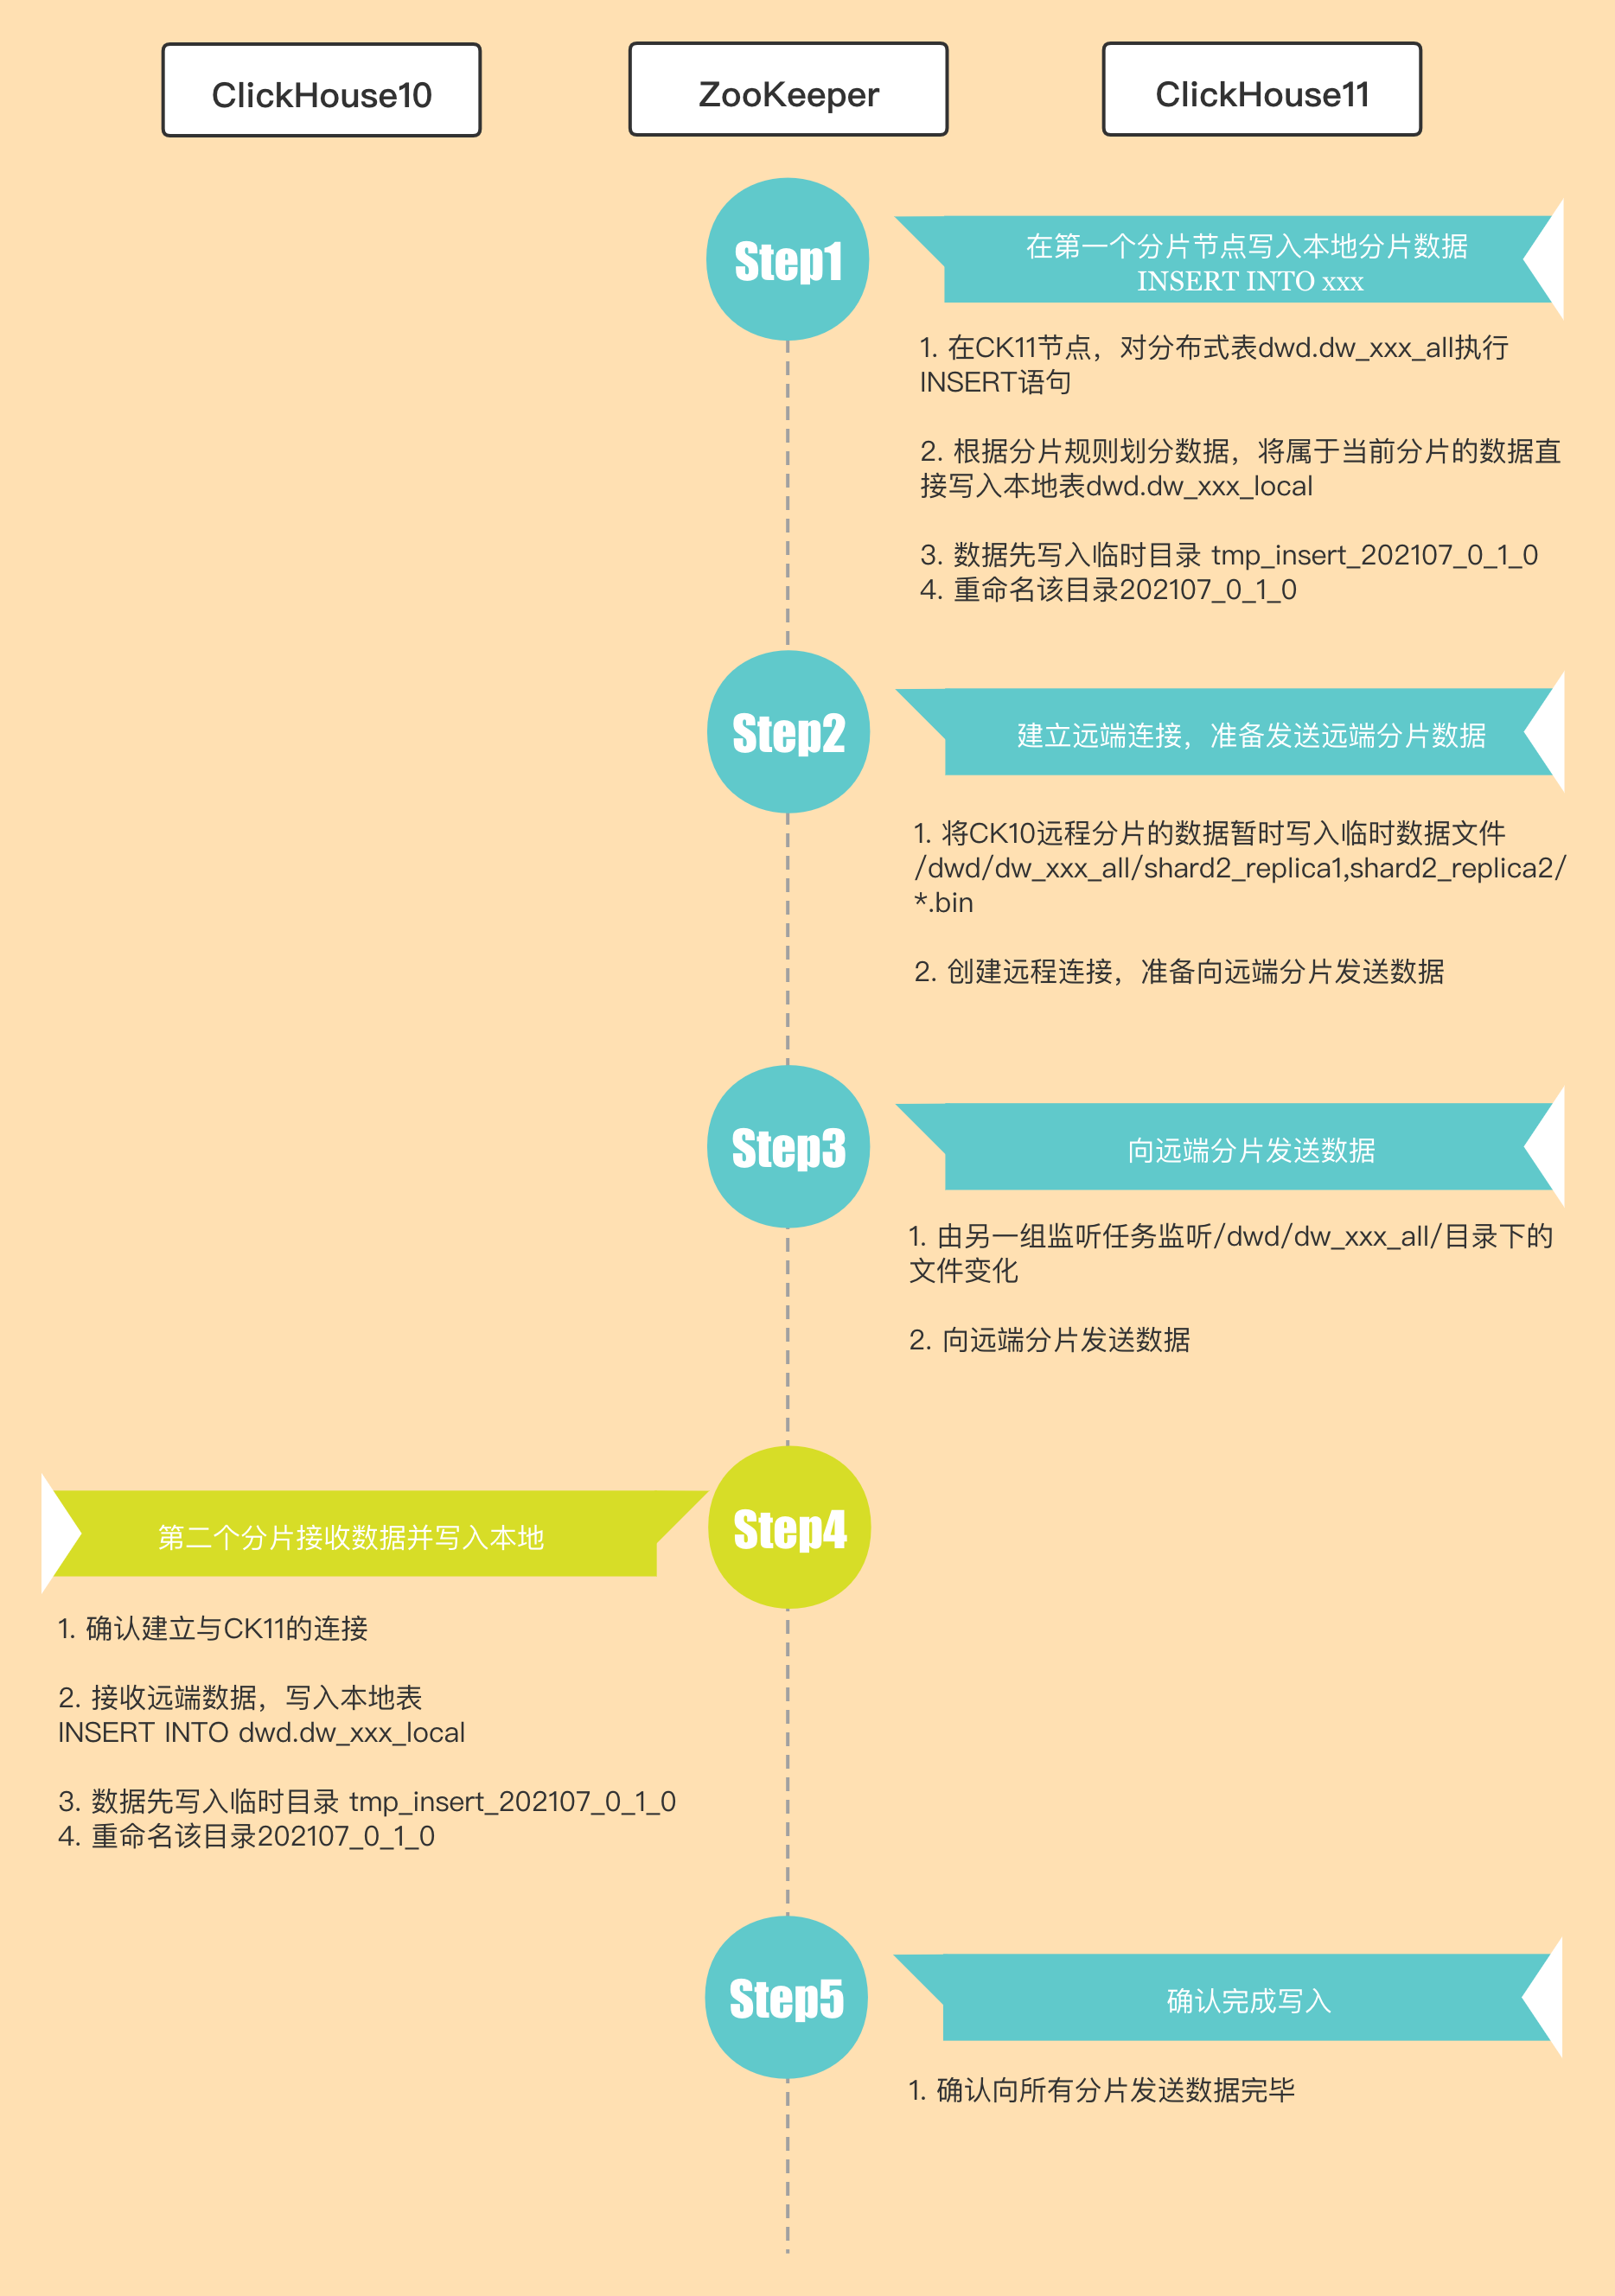 ClickHouse10
ZooKeeper
ClickHouse11
Step1
在第一个分片节点写入本地分片数据
INSERT INTO xxx
1. 在CK11节点，对分布式表dwd.dw_xxx_all执行
INSERT语句
2. 根据分片规则划分数据，将属于当前分片的数据直
接写入本地表dwd.dw_xxx_local
3. 数据先写入临时目录 tmp_insert_202107_0_1_0
4. 重命名该目录202107_0_1_0
Step2
建立远端连接，准备发送远端分片数据
1. 将CK10远程分片的数据暂时写入临时数据文件
/dwd/dw_xxx_all/shard2_replica1,shard2_replica2/
*.bin
2. 创建远程连接，准备向远端分片发送数据
Step3
向远端分片发送数据
1. 由另一组监听任务监听/dwd/dw_xxx_all/目录下的
文件变化
2. 向远端分片发送数据
Step4
第二个分片接收数据并写入本地
1. 确认建立与CK11的连接
2. 接收远端数据，写入本地表
INSERT INTO dwd.dw_xxx_local
3. 数据先写入临时目录 tmp_insert_202107_0_1_0
4. 重命名该目录202107_0_1_0
Step5
确认完成写入
1. 确认向所有分片发送数据完毕